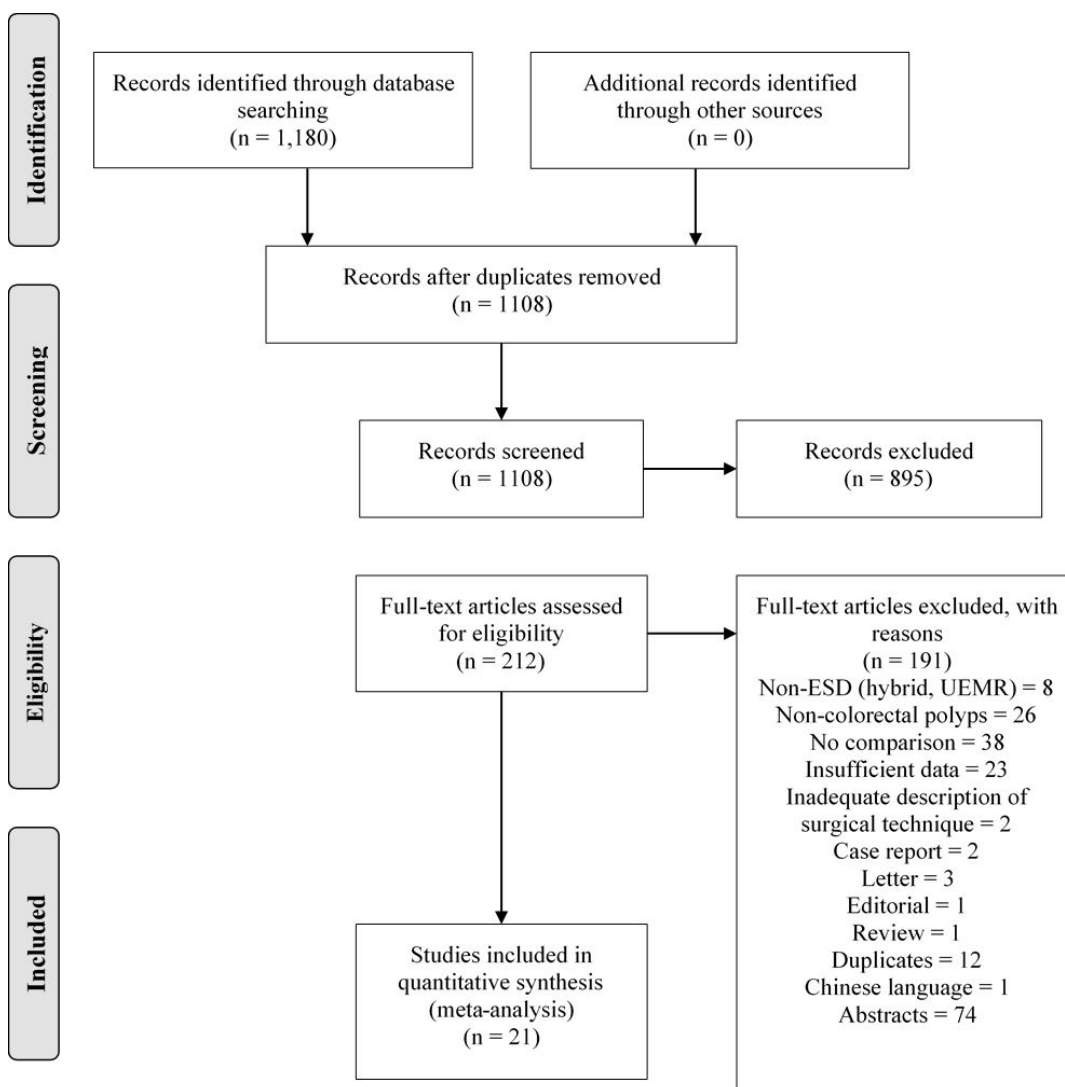 Identification
Records identified through database
searching
(n = 1,180)
Additional records identified
through other sources
(n = 0)
Records after duplicates removed
(n = 1108)
Screening
Records screened
(n = 1108)
Records excluded
(n = 895)
Eligibility
Full-text articles assessed
for eligibility
(n = 212)
Full-text articles excluded, with
reasons
(n = 191)
Non-ESD (hybrid, UEMR) = 8
Non-colorectal polyps = 26
No comparison = 38
Insufficient data = 23
Inadequate description of
surgical technique = 2
Case report = 2
Letter = 3
Editorial = 1
Review = 1
Duplicates = 12
Chinese language = 1
Abstracts = 74
Included
Studies included in
quantitative synthesis
(meta-analysis)
(n = 21)